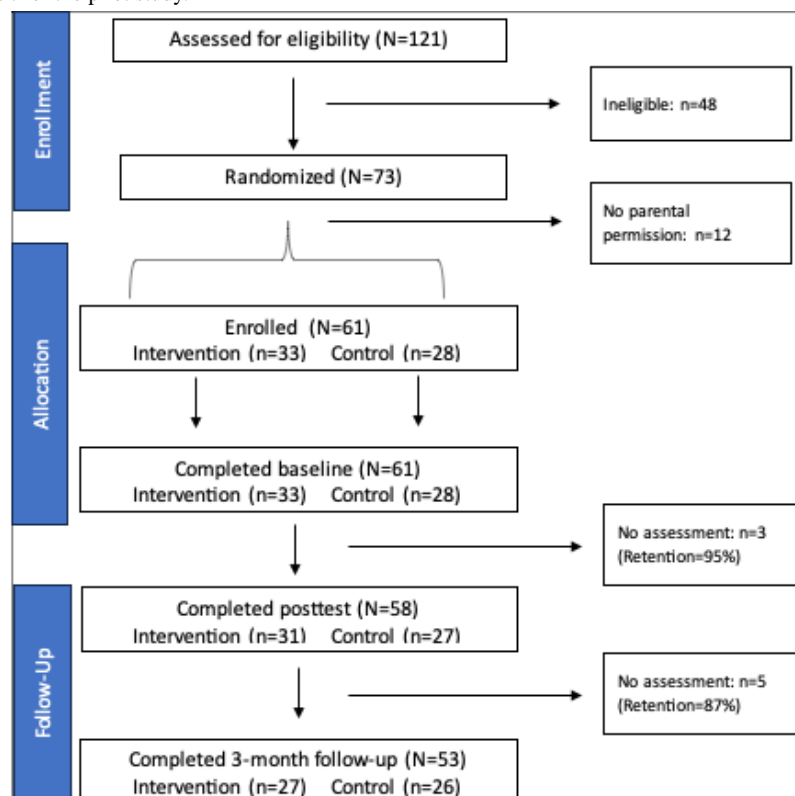 Assessed for eligibility (N=121)
Enrollment
Ineligible: n=48
Randomized (N=73)
No parental
permission: n=12
Allocation
Enrolled (N=61)
Intervention (n=33) Control (n=28)
Completed baseline (N=61)
Intervention (n=33) Control (n=28)
No assessment: n=3
(Retention=95%)
Follow-Up
Completed posttest (N=58)
Intervention (n=31) Control (n=27)
No assessment: n=5
(Retention=87%)
Completed 3-month follow-up (N=53)
Intervention (n=27) Control (n=26)